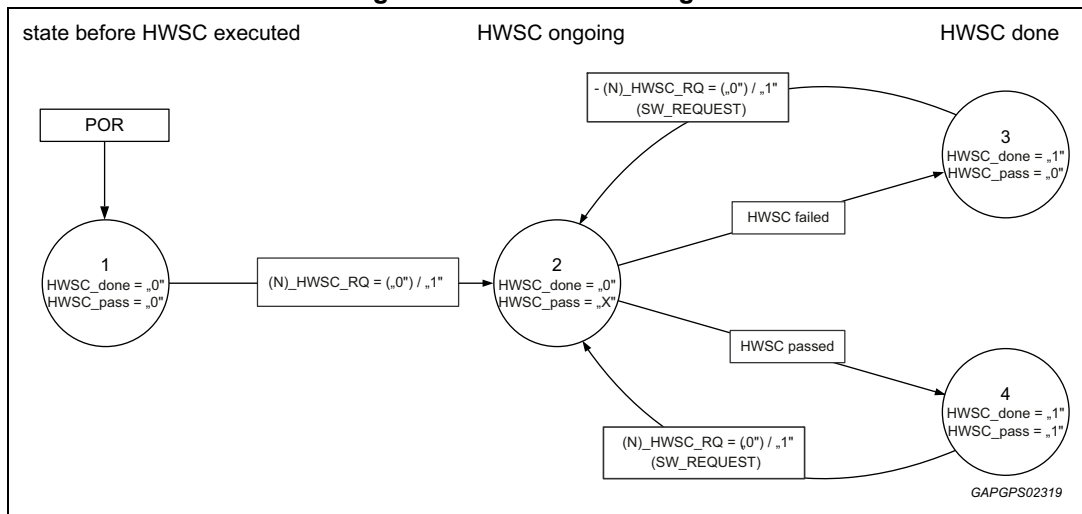 state before HWSC executed
HWSC ongoing
HWSC done
POR
- (N)_HWSC_RQ = („0") / „1"
(SW_REQUEST)
3
HWSC_done = „1"
HWSC_pass = „0"
HWSC failed
1
HWSC_done = „0"
HWSC_pass = „0"
(N)_HWSC_RQ = („0") / „1"
2
HWSC_done = „0"
HWSC_pass = „X"
HWSC passed
4
HWSC_done = „1"
HWSC_pass = „1"
(N)_HWSC_RQ = (‚0") / „1"
(SW_REQUEST)
GAPGPS02319